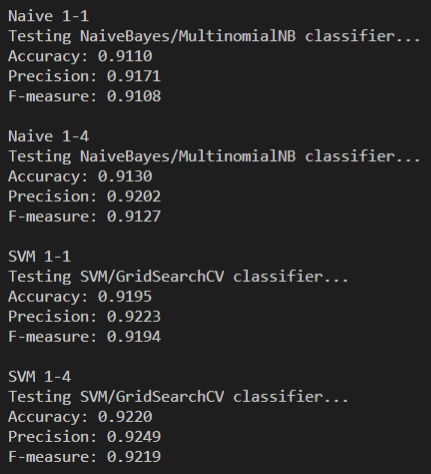 Naive 1-1
Testing NaiveBayes/MultinomialNB classifier...
Accuracy: 0.9110
Precision: 0.9171
F-measure: 0.9108
Naive 1-4
Testing NaiveBayes/MultinomialNB classifier...
Accuracy: 0.9130
Precision: 0.9202
F-measure: 0.9127
SVM 1-1
Testing SVM/GridSearchCV classifier...
Accuracy: 0.9195
Precision: 0.9223
F-measure: 0.9194
SVM 1-4
Testing SVM/GridSearchCV classifier...
Accuracy: 0.9220
Precision: 0.9249
F-measure: 0.9219